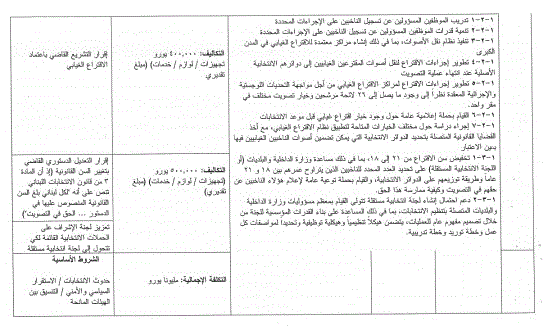 ١-٢-١ تدريب الموظفين المسؤولين عن تسجيل الناخبين على الإجراءات المحددة
١-٢-٢ تنمية قدرات الموظفين المسؤولين عن تسجيل الناخبين على الإجراءات المحددة
١-٢-٣ تنفيذ نظام نقل الأصوات، بما في ذلك إنشاء مراكز معتمدة للاقتراع الغيابي في المدن
الكبرى
١-٢-٤ تطوير إجراءات الاقتراع لنقل أصوات المقترعين الغيابيين إلى دوائرهم الانتخابية
الأصلية عند انتهاء عملية التصويت
١-٢-٥ تطوير إجراءات لمراكز الاقتراع الغيابي من أجل مواجهة التحديات اللوجستية
والإجرائية المعقدة نظراً إلى وجود ما يصل إلى ٢٦ لائحة مرشحين وخيار تصويت مختلف في
مقر واحد.
١-٢-٦ القيام بحملة إعلامية عامة حول وجود خيار اقتراع غيابي قبل موعد الانتخابات
١-٢-٧ إجراء دراسة حول مختلف الخيارات المتاحة لتطبيق نظام الاقتراع الغيابي، مع أخذ
القضايا القانونية المتصلة بتحديد الدوائر الانتخابية التي يمكن تضمين أصوات الغيابيين فيها
بعين الاعتبار
التكاليف: ٤٠٠,٠٠٠ يورو
(تجهيزات / لوازم / خدمات) (مبلغ
تقديري)
إقرار التشريع القاضي باعتماد
الاقتراع الغيابي
١-٣-١ تخفيض سن الاقتراع من ٢١ إلى ١٨، بما في ذلك مساعدة وزارة الداخلية والبلديات (أو
اللجنة الانتخابية المستقلة) على تحديد العدد المحدد للناخبين الذين يتراوح عمرهم بين ١٨ و ٢١
عاماً وطريقة توزيعهم على الدوائر الانتخابية، والقيام بحملة توعية عامة لإعلام هؤلاء الناخبين عن
حقهم في التصويت وكيفية ممارسة هذا الحق.
١-٣-٢ دعم احتمال إنشاء لجنة انتخابية مستقلة تتولى القيام بمعظم مسؤوليات وزارة الداخلية
والبلديات المتصلة بتنظيم الانتخابات، بما في ذلك المساعدة على بناء القدرات المؤسسية للجنة من
خلال تصميم مفهوم عام للعمليات، يتضمن هيكلاً تنظيمياً وهيكلية توظيفية وتحديداً لمواصفات كل
عمل وخطة توريد وخطة تدريبية.
التكاليف: ٥٠٠,٠٠٠ يورو
(تجهيزات / لوازم / خدمات) (مبلغ
تقديري)
إقرار التعديل الدستوري القاضي
بتغيير السن القانونية (إذ أن المادة
٣ من قانون الانتخابات اللبناني
تنص على أنه "لكل لبناني بلغ السن
القانونية المنصوص عليها في
الدستور ... الحق في التصويت")
تعزيز لجنة الإشراف على
الحملات الانتخابية القائمة لكي
تتحول إلى لجنة انتخابية مستقلة
التكلفة الإجمالية: مليونا يورو
الشروط الأساسية
حدوث الانتخابات / الاستقرار
السياسي والأمني / التنسيق بين
الهيئات المانحة